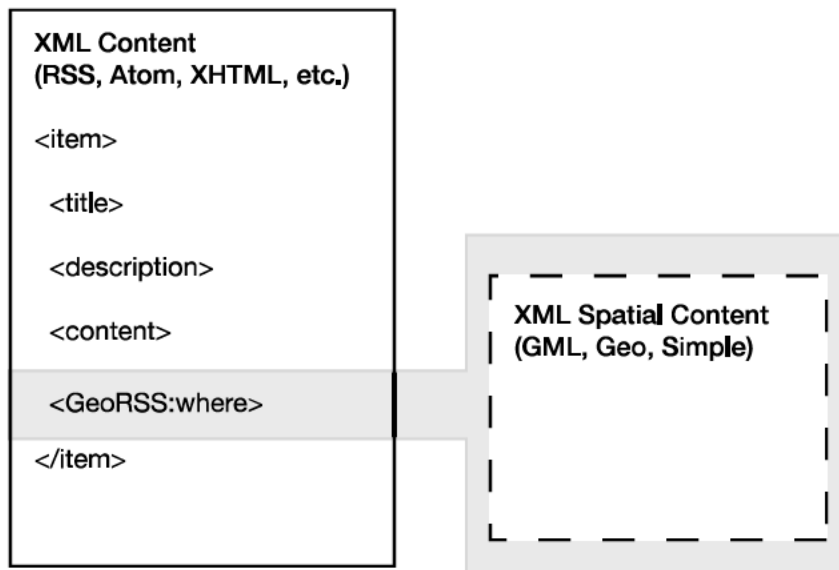 XML Content
(RSS, Atom, XHTML, etc.)
<item>
<title>
<description>
<content>
<GeoRSS:where>
</item>
XML Spatial Content
(GML, Geo, Simple)